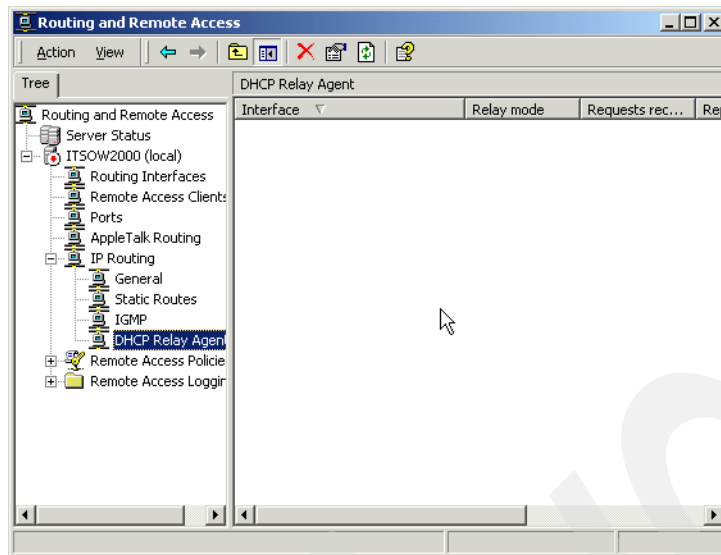 Routing and Remote Access
Action View
Tree
DHCP Relay Agent
Interface Relay mode Requests rec... Rep
Routing and Remote Access
Server Status
ITSOW2000 (local)
Routing Interfaces
Remote Access Clients
Ports
AppleTalk Routing
IP Routing
General
Static Routes
IGMP
DHCP Relay Agent
Remote Access Policie
Remote Access Loggin